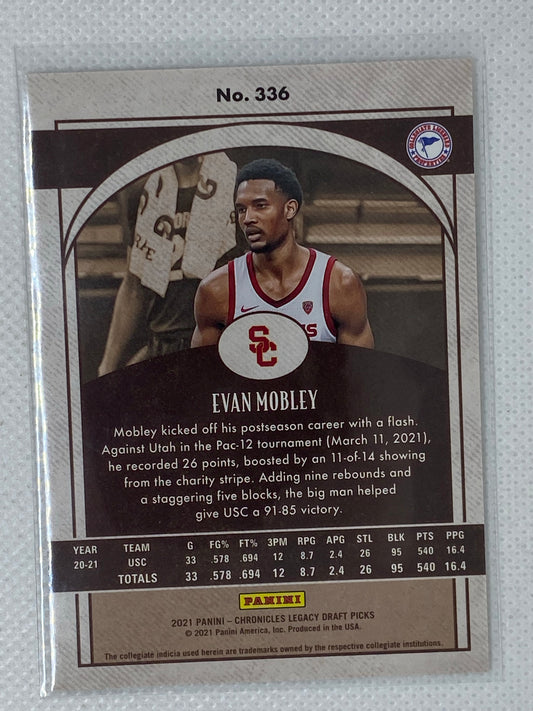 No. 336
COLLEGIATE LICENSED PRODUCT
SC
EVAN MOBLEY
Mobley kicked off his postseason career with a flash.
Against Utah in the Pac-12 tournament (March 11, 2021),
he recorded 26 points, boosted by an 11-of-14 showing
from the charity stripe. Adding nine rebounds and
a staggering five blocks, the big man helped
give USC a 91-85 victory.
YEAR TEAM G FG% FT% 3PM RPG APG STL BLK PTS PPG
20-21 USC 33 .578 .694 12 8.7 2.4 26 95 540 16.4
TOTALS 33 .578 .694 12 8.7 2.4 26 95 540 16.4
PANINI
2021 PANINI – CHRONICLES LEGACY DRAFT PICKS
© 2021 Panini America, Inc. Produced in the USA.
The collegiate indicia used herein are trademarks owned by the respective collegiate institutions.